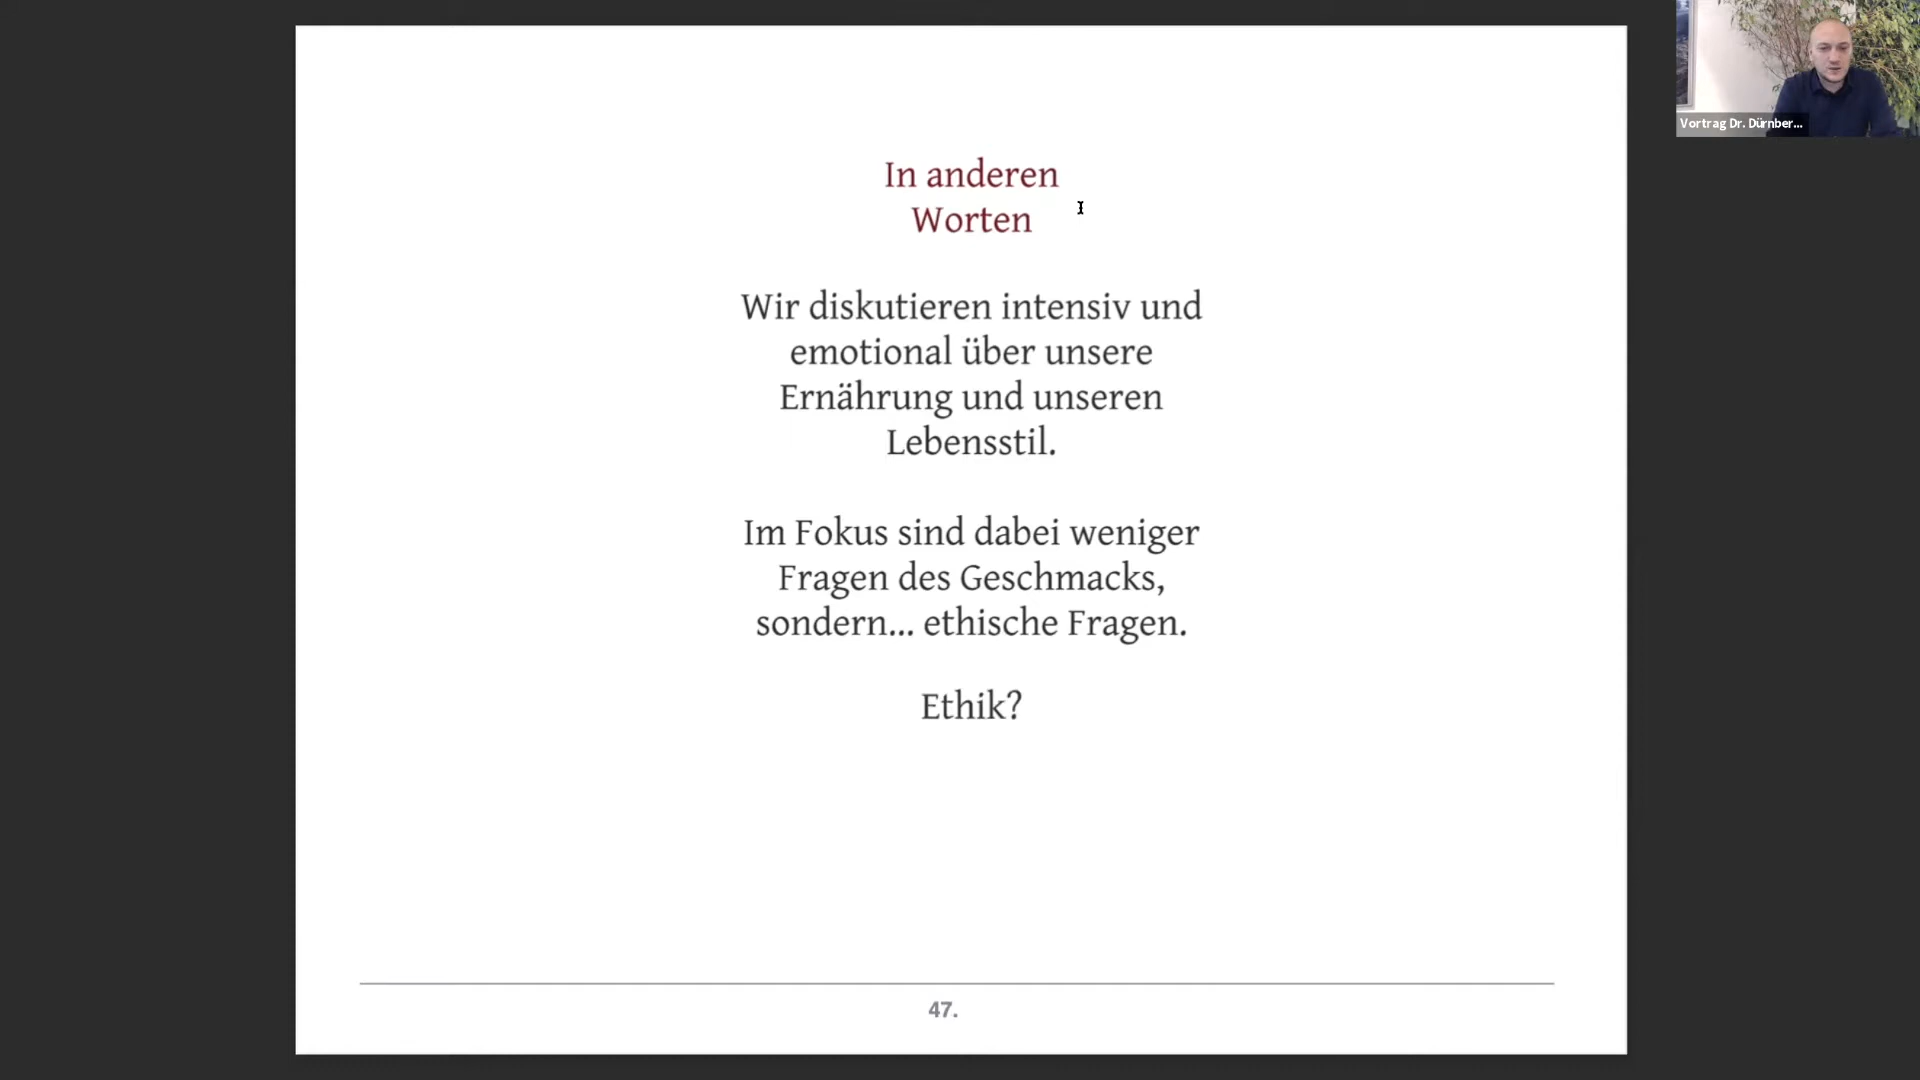 In anderen
Worten
Wir diskutieren intensiv und
emotional über unsere
Ernährung und unseren
Lebensstil.
Im Fokus sind dabei weniger
Fragen des Geschmacks,
sondern... ethische Fragen.
Ethik?
47.
Vortrag Dr. Dürnber...